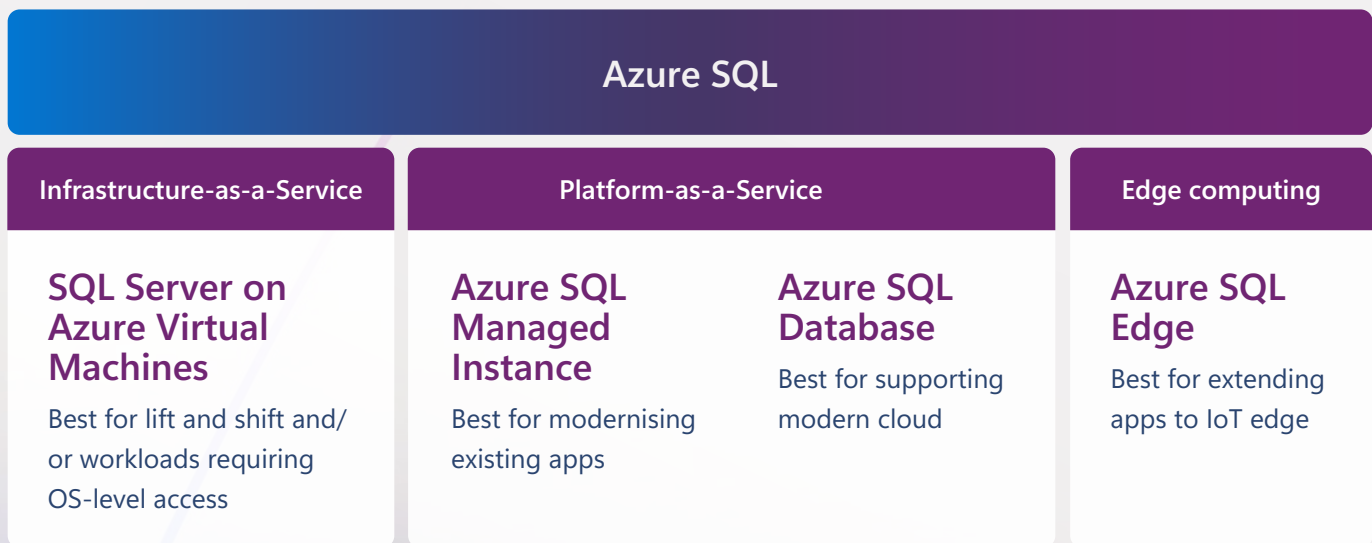 Azure SQL
Infrastructure-as-a-Service
Platform-as-a-Service
Edge computing
SQL Server on
Azure Virtual
Machines
Best for lift and shift and/
or workloads requiring
OS-level access
Azure SQL
Managed
Instance
Best for modernising
existing apps
Azure SQL
Database
Best for supporting
modern cloud
Azure SQL
Edge
Best for extending
apps to IoT edge